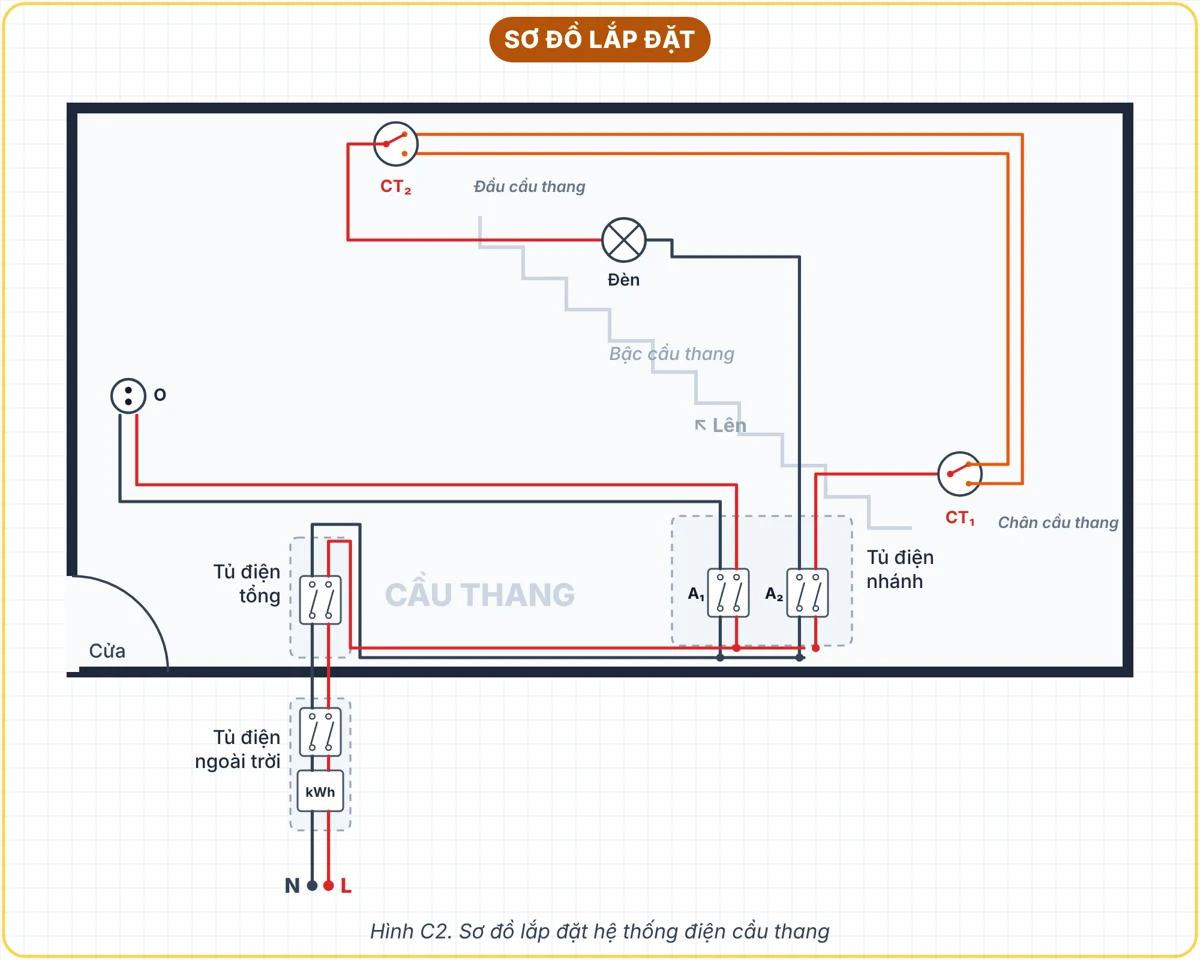 SƠ ĐỒ LẮP ĐẶT
CT₂
Đầu cầu thang
Đèn
Bậc cầu thang
O
↖ Lên
CT₁
Chân cầu thang
Tủ điện
tổng
CẦU THANG
A₁
A₂
Tủ điện
nhánh
Cửa
Tủ điện
ngoài trời
kWh
N
L
Hình C2. Sơ đồ lắp đặt hệ thống điện cầu thang